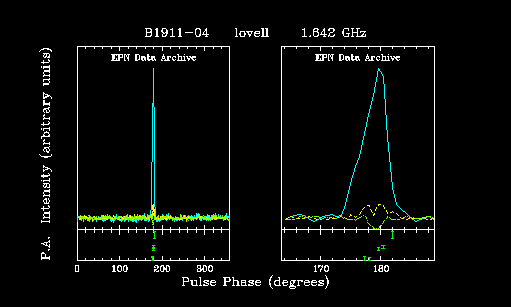 B1911-04 lovell 1.642 GHz
EPN Data Archive EPN Data Archive
P.A. Intensity (arbitrary units)
0 100 200 300 170 180
Pulse Phase (degrees)